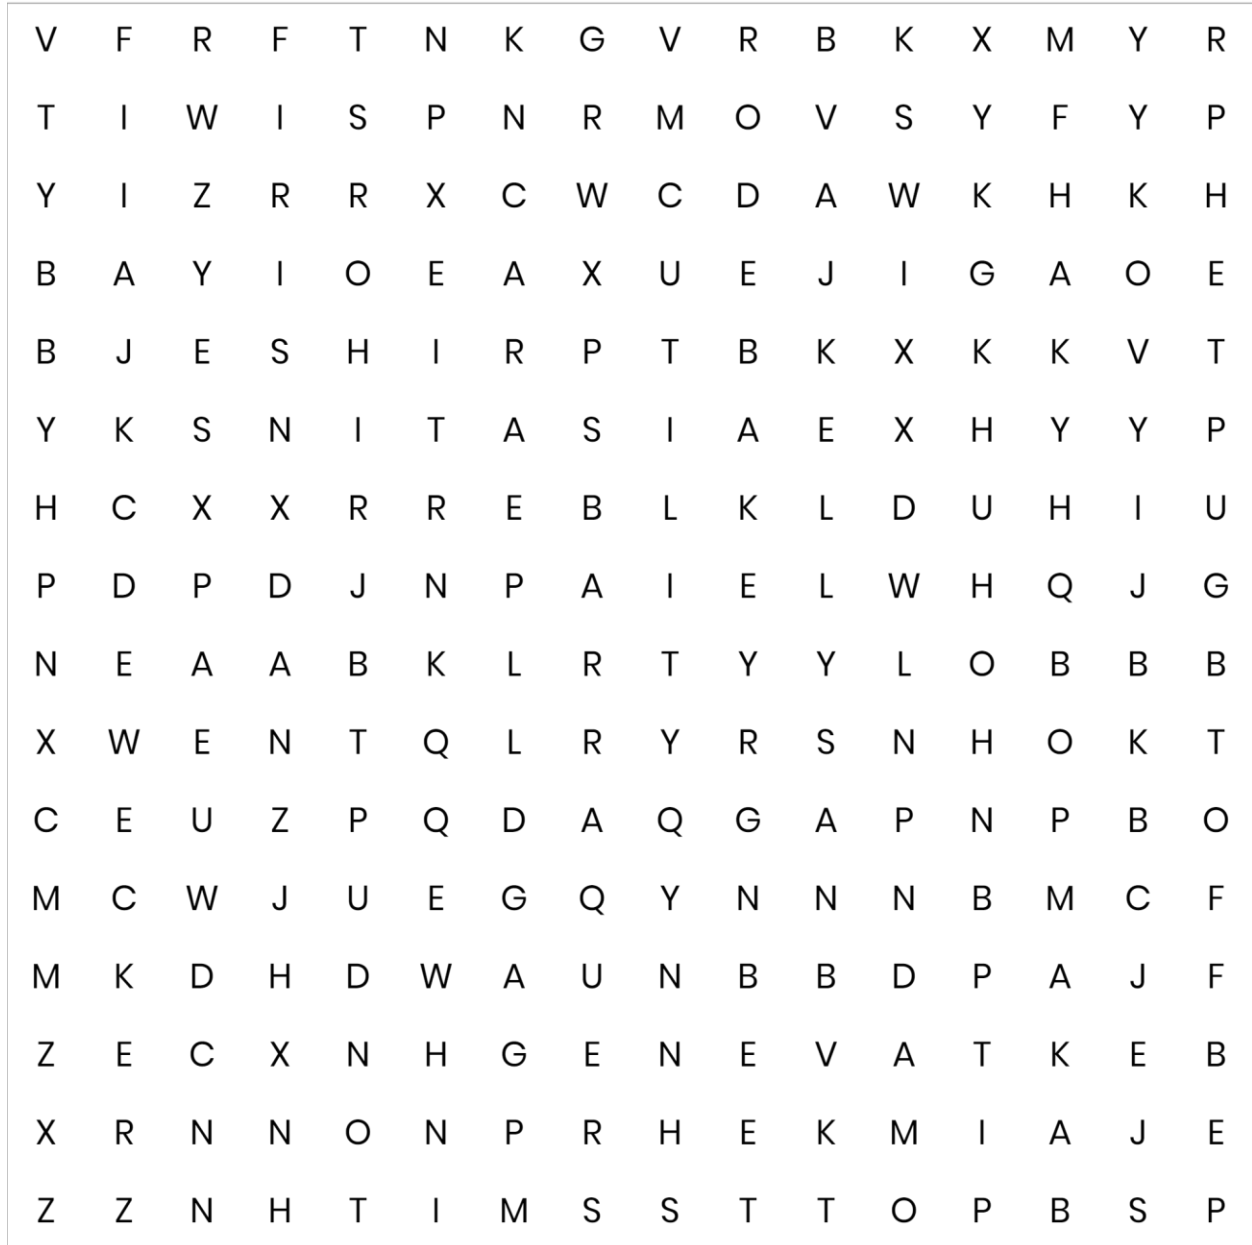 V F R F T N K G V R B K X M Y R
T I W I S P N R M O V S Y F Y P
Y I Z R R X C W C D A W K H K H
B A Y I O E A X U E J I G A O E
B J E S H I R P T B K X K K V T
Y K S N I T A S I A E X H Y Y P
H C X X R R E B L K L D U H I U
P D P D J N P A I E L W H Q J G
N E A A B K L R T Y Y L O B B B
X W E N T Q L R Y R S N H O K T
C E U Z P Q D A Q G A P N P B O
M C W J U E G Q Y N N N B M C F
M K D H D W A U N B B D P A J F
Z E C X N H G E N E V A T K E B
X R N N O N P R H E K M I A J E
Z Z N H T I M S S T T O P B S P